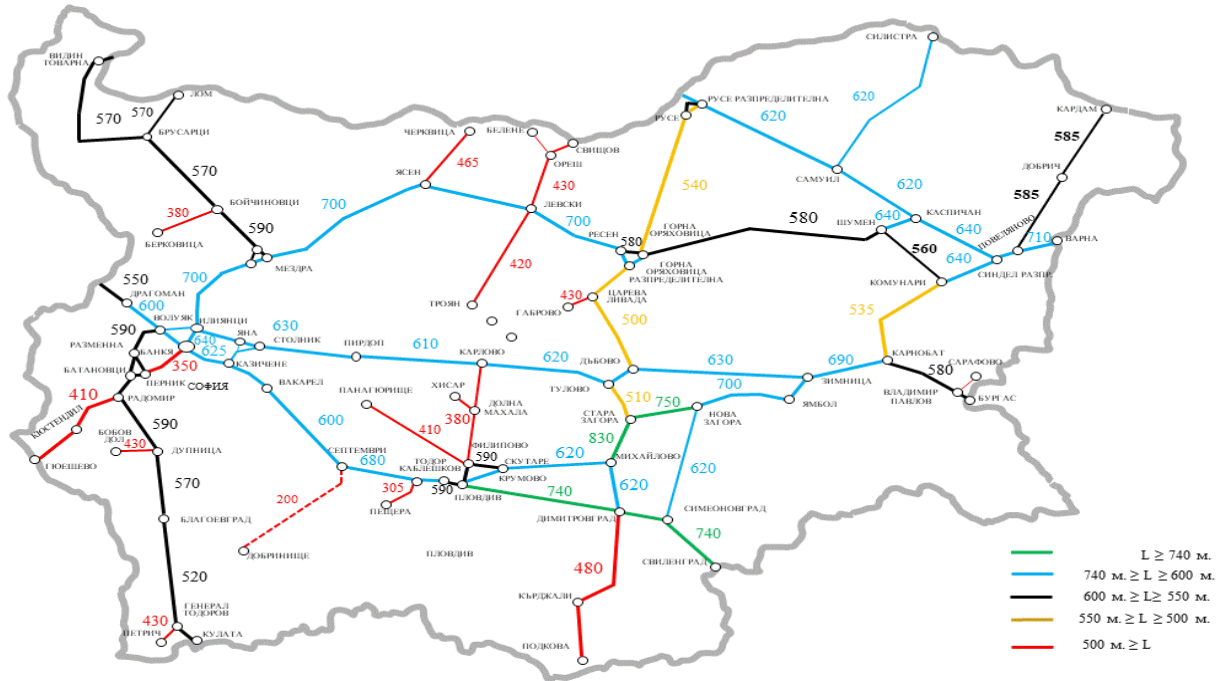 СИЛИСТРА
ВИДИН
ТОВАРНА
ЛОМ
570
570
БРУСАРЦИ
570
РУСЕ РАЗПРЕДЕЛИТЕЛНА
РУСЕ
620
620
КАРДАМ
585
ЧЕРКВИЦА
БЕЛЕНЕ
СВИЩОВ
ОРЕШ
465
ЯСЕН
430
540
САМУИЛ
620
ДОБРИЧ
585
БОЙЧИНОВЦИ
380
БЕРКОВИЦА
590
700
ЛЕВСКИ
700
РЕСЕН
580
ГОРНА
ОРЯХОВИЦА
580
ШУМЕН
640
КАСПИЧАН
640
ПОВЕЛЯНОВО
710
ВАРНА
МЕЗДРА
700
420
ГОРНА
ОРЯХОВИЦА
РАЗПРЕДЕЛИТЕЛНА
560
640
СИНДЕЛ РАЗПР.
КОМУНАРИ
550
ДРАГОМАН
600
ТРОЯН
430
ГАБРОВО
ЦАРЕВА
ЛИВАДА
500
535
ВОЛУЯК
ИЛИЯНЦИ
590
640
625
ЯНА
630
СТОЛНИК
РАЗМЕННА
БАНКЯ
350
КАЗИЧЕНЕ
ПИРДОП
610
КАРЛОВО
620
ДЪБОВО
630
690
КАРНОБАТ
САРАФОВО
580
БАТАНОВЦИ
ПЕРНИК
СОФИЯ
ВАКАРЕЛ
ПАНАГЮРИЩЕ
ХИСАР
ДОЛНА
МАХАЛА
380
ТУЛОВО
510
750
700
ЗИМНИЦА
ЯМБОЛ
ВЛАДИМИР
ПАВЛОВ
БУРГАС
410
РАДОМИР
КЮСТЕНДИЛ
ГЮЕШЕВО
590
БОБОВ
ДОЛ
430
ДУПНИЦА
600
410
СТАРА
ЗАГОРА
НОВА
ЗАГОРА
830
СЕПТЕМВРИ
680
ТОДОР
КАБЛЕШКОВ
ФИЛИПОВО
590
СКУТАРЕ
КРУМОВО
620
МИХАЙЛОВО
620
570
200
305
ПЕЩЕРА
590
ПЛОВДИВ
740
620
СИМЕОНОВГРАД
БЛАГОЕВГРАД
ДИМИТРОВГРАД
740
ДОБРИНИЩЕ
ПЛОВДИВ
480
СВИЛЕНГРАД
520
КЪРДЖАЛИ
ГЕНЕРАЛ
ТОДОРОВ
430
ПЕТРИЧ
КУЛАТА
ПОДКОВА
L ≥ 740 м.
740 м. ≥ L ≥ 600 м.
600 м. ≥ L≥ 550 м.
550 м. ≥ L ≥ 500 м.
500 м. ≥ L